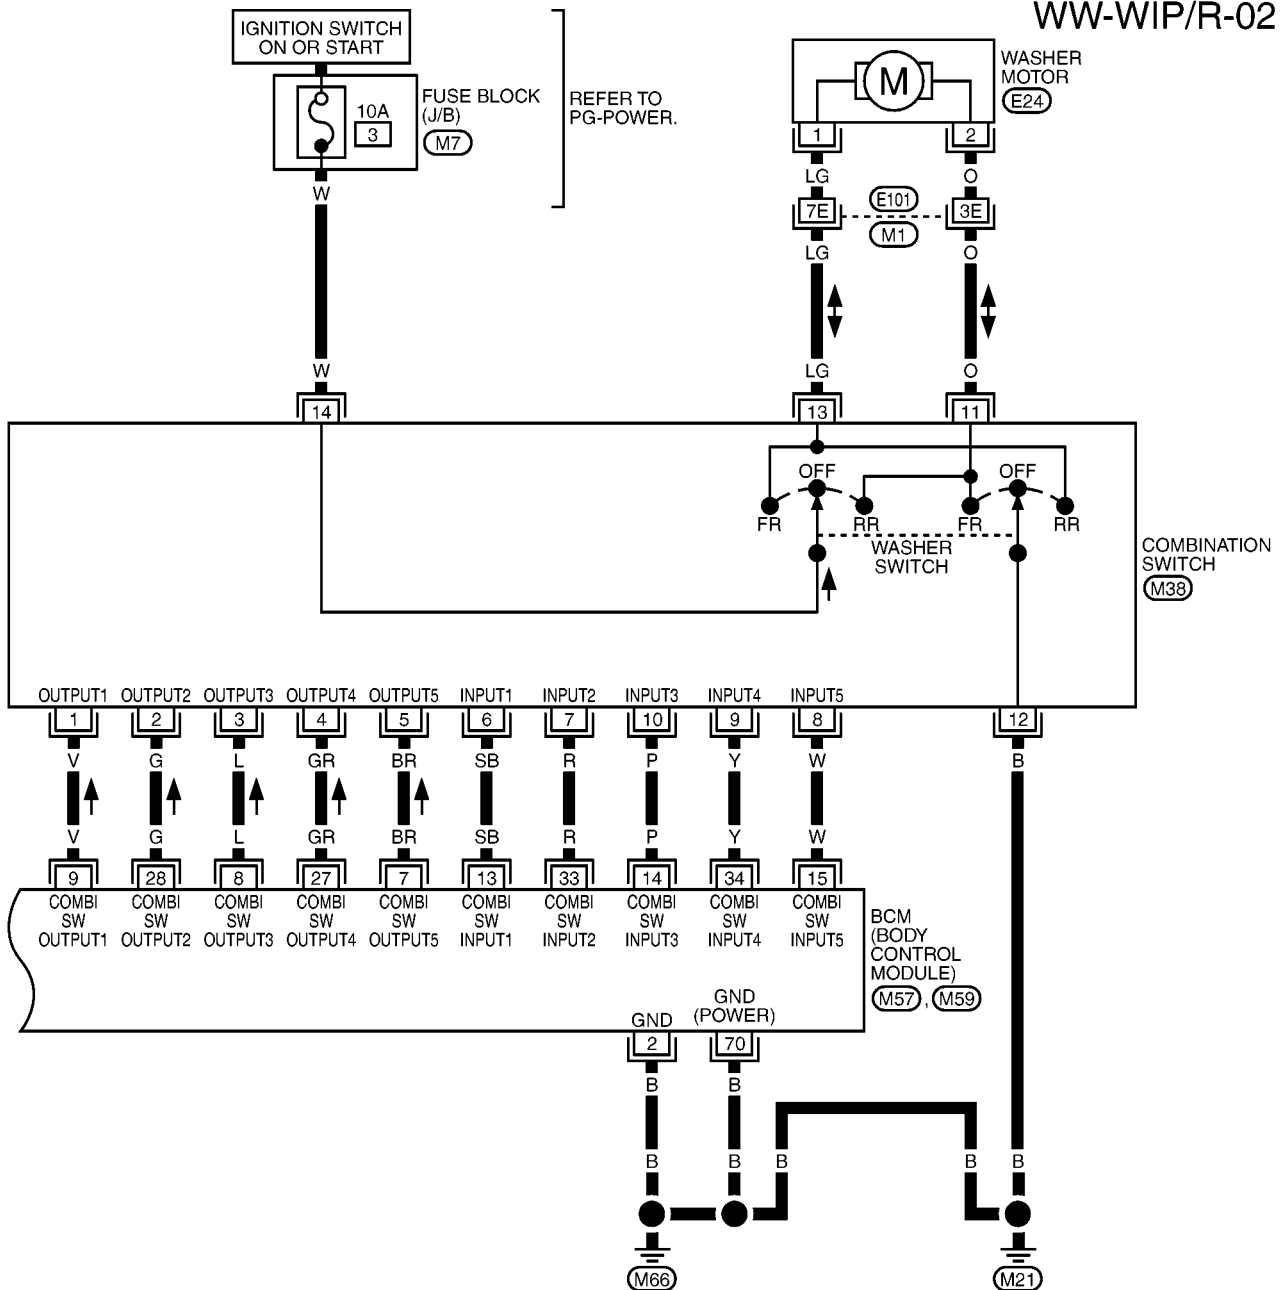 WW-WIP/R-02
IGNITION SWITCH
ON OR START
FUSE BLOCK
(J/B)
M7
10A
3
REFER TO
PG-POWER.
WASHER
MOTOR
E24
M
1
2
W
LG
O
7E
E101
3E
M1
LG
O
W
LG
O
14
13
11
OFF
OFF
FR
RR
FR
RR
WASHER
SWITCH
COMBINATION
SWITCH
M38
OUTPUT1 OUTPUT2 OUTPUT3 OUTPUT4 OUTPUT5 INPUT1 INPUT2 INPUT3 INPUT4 INPUT5
1 2 3 4 5 6 7 10 9 8 12
V G L GR BR SB R P Y W B
V G L GR BR SB R P Y W
9 28 8 27 7 13 33 14 34 15
COMBI COMBI COMBI COMBI COMBI COMBI COMBI COMBI COMBI COMBI
SW SW SW SW SW SW SW SW SW SW
OUTPUT1 OUTPUT2 OUTPUT3 OUTPUT4 OUTPUT5 INPUT1 INPUT2 INPUT3 INPUT4 INPUT5
BCM
(BODY
CONTROL
MODULE)
M57 , M59
GND
GND
(POWER)
2
70
B B
B B B B B
M66
M21